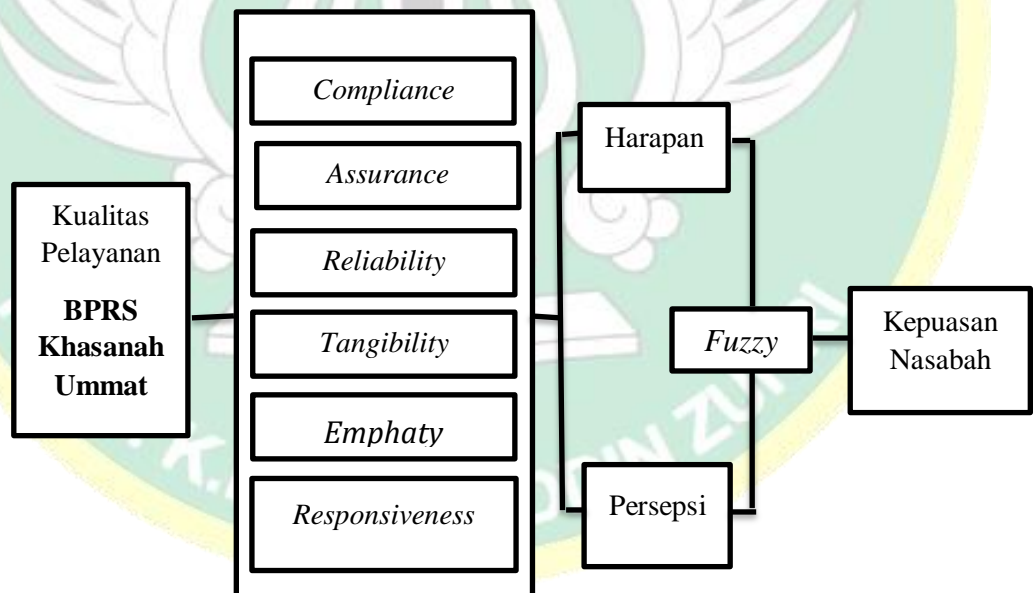 Kualitas
Pelayanan
BPRS
Khasanah
Ummat
Compliance
Assurance
Reliability
Tangibility
Emphaty
Responsiveness
Harapan
Persepsi
Fuzzy
Kepuasan
Nasabah